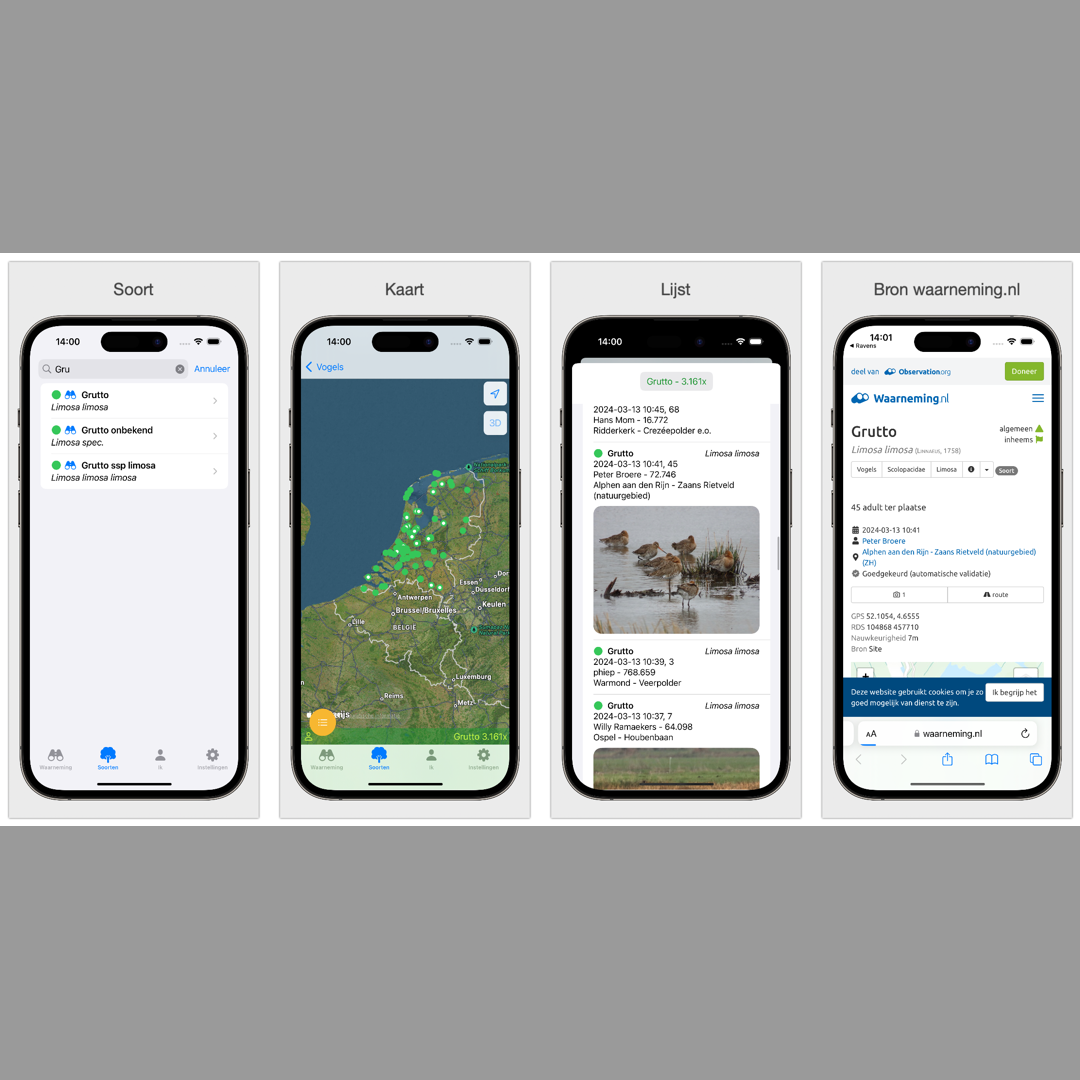 Soort
14:00
Gru
Annuleer
Grutto
Limosa limosa
Grutto onbekend
Limosa spec.
Grutto ssp limosa
Limosa limosa limosa
Waarneming
Soorten
Ik
Instellingen
Kaart
14:00
Vogels
3D
Essen
Dor
Düsseldorf
Antwerpen
Keulen
Brussel/Bruxelles
Lille
BELGIË
Luxemburg
Reims
Metz
Grutto 3.161x
Waarneming
Soorten
Ik
Instellingen
Lijst
14:00
Grutto - 3.161x
2024-03-13 10:45, 68
Hans Mom - 16.772
Ridderkerk - Crezéepolder e.o.
Grutto Limosa limosa
2024-03-13 10:41, 45
Peter Broere - 72.746
Alphen aan den Rijn - Zaans Rietveld
(natuurgebied)
Grutto Limosa limosa
2024-03-13 10:39, 3
phiep - 768.659
Warmond - Veerpolder
Grutto Limosa limosa
2024-03-13 10:37, 7
Willy Ramaekers - 64.098
Ospel - Houbenbaan
Bron waarneming.nl
14:01
Ravens
deel van Observation.org
Doneer
Waarneming.nl
Grutto
algemeen
inheems
Limosa limosa (Linnaeus, 1758)
Vogels Scolopacidae Limosa Soort
45 adult ter plaatse
2024-03-13 10:41
Peter Broere
Alphen aan den Rijn - Zaans Rietveld (natuurgebied)
(ZH)
Goedgekeurd (automatische validatie)
1 route
GPS 52.1054, 4.6555
RDS 104868 457710
Nauwkeurigheid 7m
Bron Site
+
Deze website gebruikt cookies om je zo
goed mogelijk van dienst te zijn.
Ik begrijp het
AA waarneming.nl